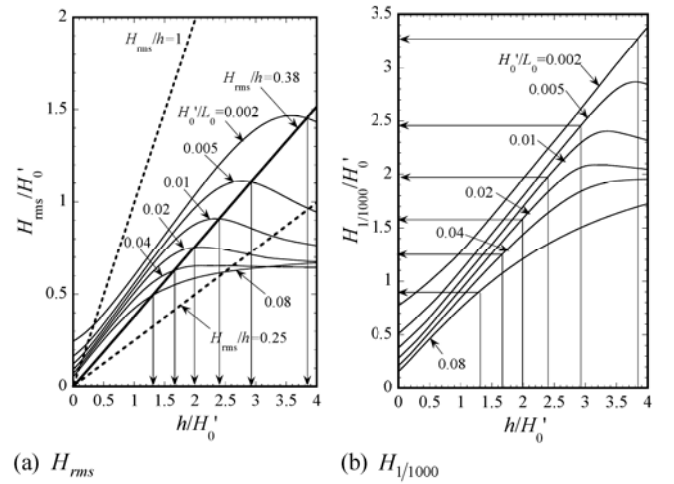 2
1.5
1
0.5
0
H_rms/H_0'
H_rms/h=1
H_rms/h=0.38
H_0'/L_0=0.002
0.005
0.01
0.02
0.04
0.08
H_rms/h=0.25
0 0.5 1 1.5 2 2.5 3 3.5 4
h/H_0'
(a) H_rms
3.5
3
2.5
2
1.5
1
0.5
0
H_1/1000/H_0'
H_0'/L_0=0.002
0.005
0.01
0.02
0.04
0.08
0 0.5 1 1.5 2 2.5 3 3.5 4
h/H_0'
(b) H_1/1000